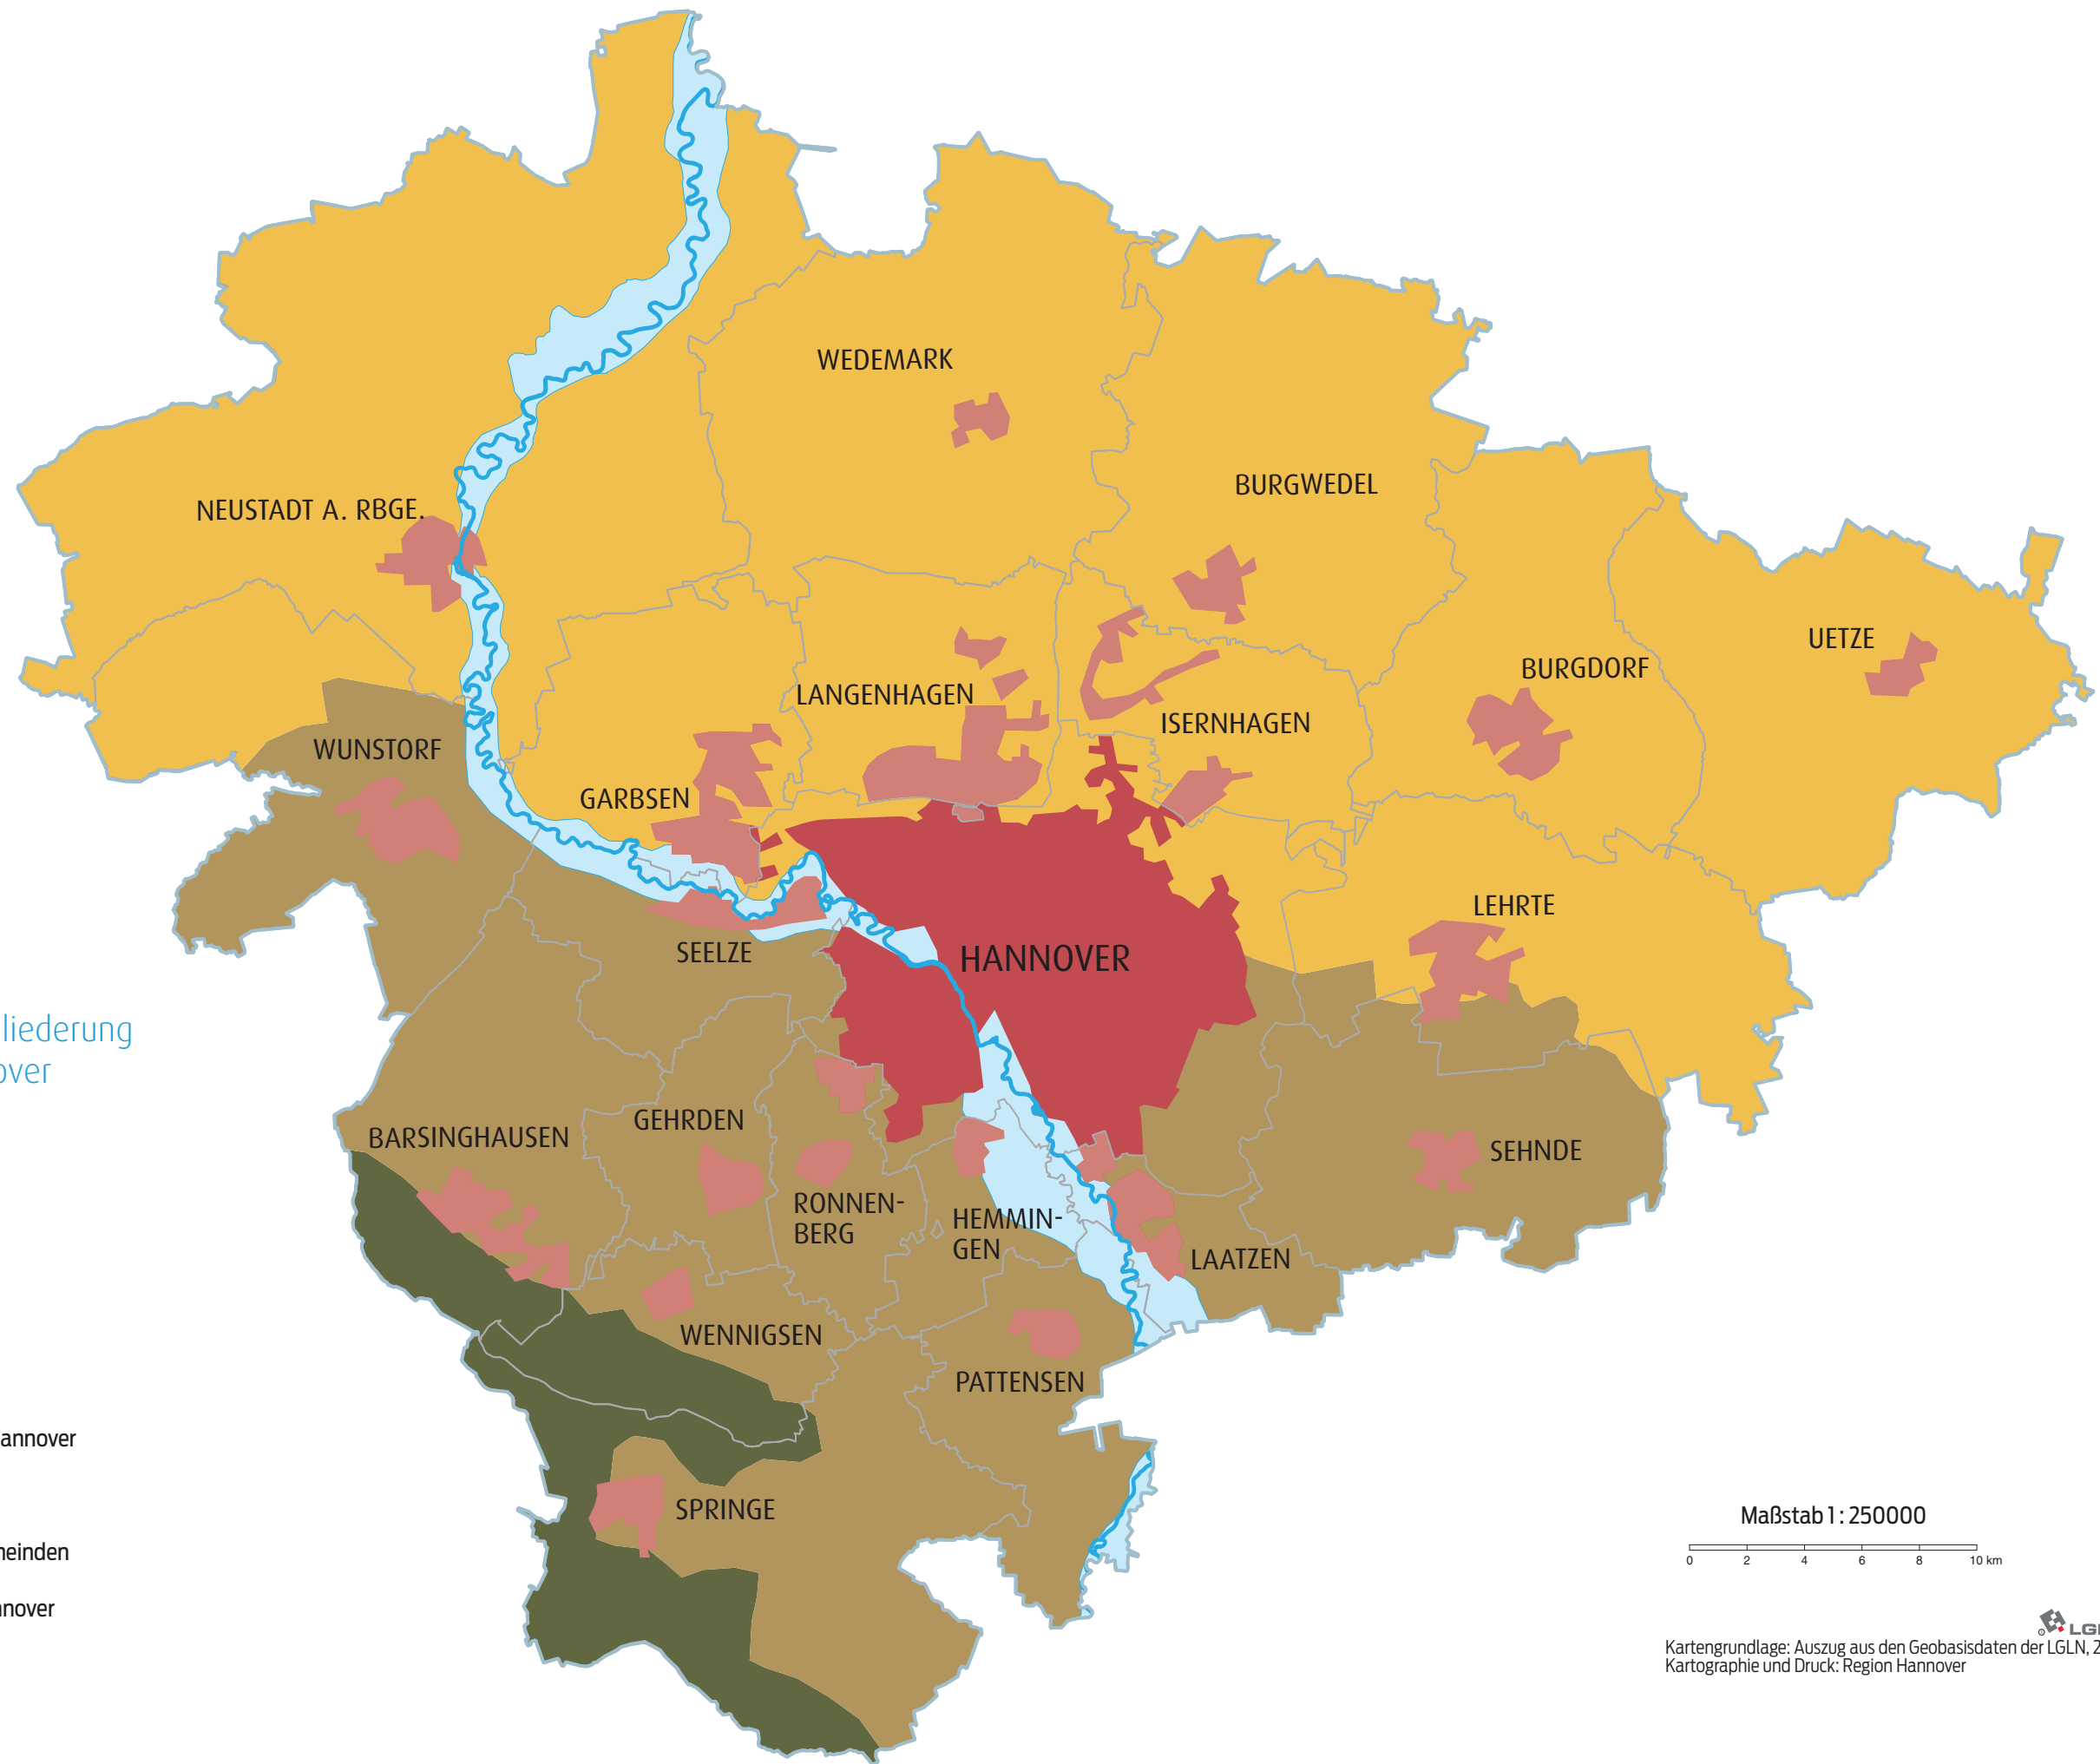 WEDEMARK
BURGWEDEL
NEUSTADT A. RBGE.
UETZE
BURGDORF
LANGENHAGEN
ISERNHAGEN
WUNSTORF
GARBSEN
LEHRTE
SEELZE
HANNOVER
liederung
over
GEHRDEN
BARSINGHAUSEN
SEHNDE
RONNEN-
BERG
HEMMIN-
GEN
LAATZEN
WENNIGSEN
PATTENSEN
annover
SPRINGE
Maßstab 1 : 250000
0 2 4 6 8 10 km
neinden
nover
LGL
Kartengrundlage: Auszug aus den Geobasisdaten der LGLN, 2
Kartographie und Druck: Region Hannover